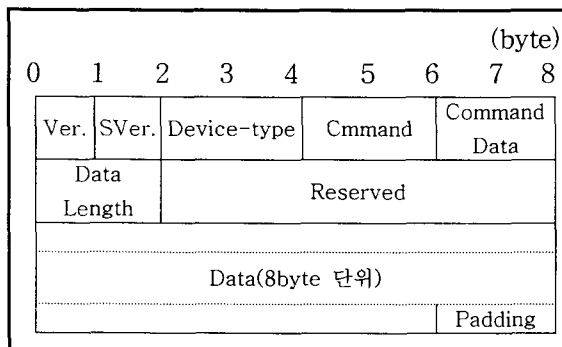 (byte)
0 1 2 3 4 5 6 7 8
Ver. SVer. Device-type Cmmand Command Data
Data Length Reserved
Data(8byte 단위)
Padding